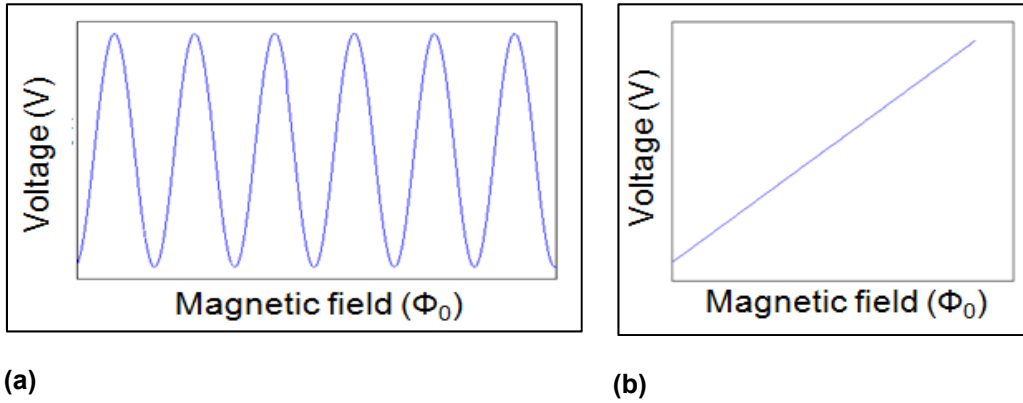 Voltage (V)
Magnetic field (Φ₀)
Voltage (V)
Magnetic field (Φ₀)
(a)
(b)